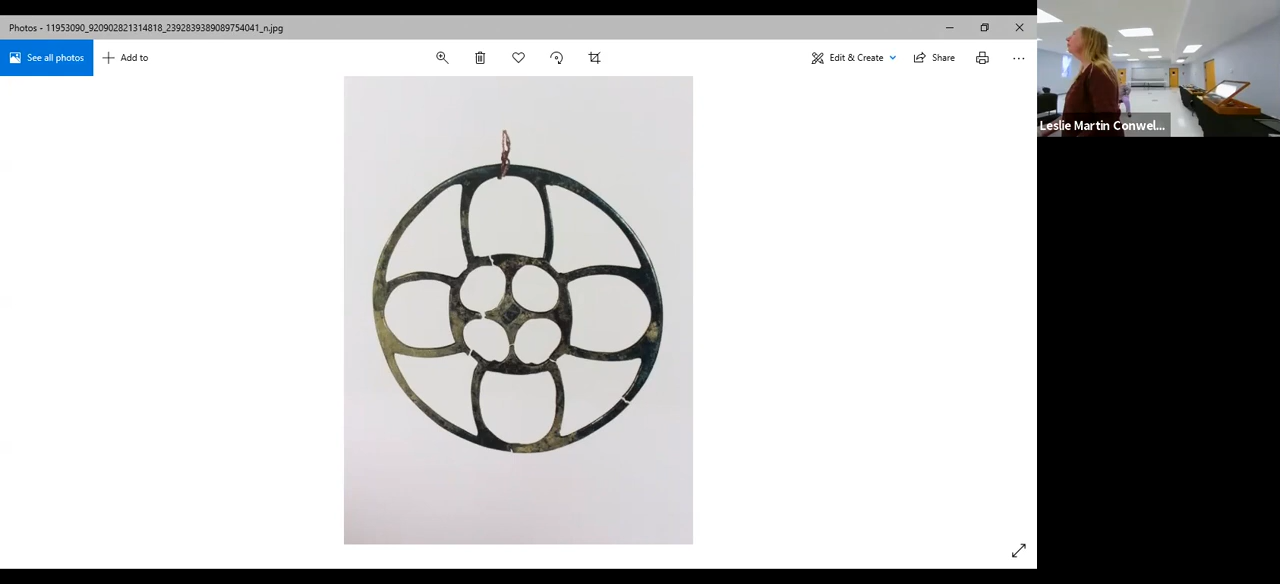 Photos - 11953090_920902821314818_2392839389089754041_n.jpg
See all photos
Add to
Edit & Create
Share
Leslie Martin Conwel...